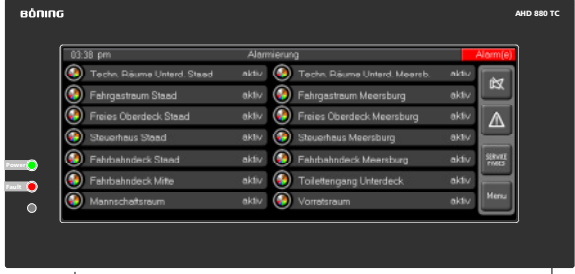 BÖNING
AHD 880 TC
03:38 pm Alarmierung Alarm(e)
Techn. Räume Unterd. Staad aktiv Techn. Räume Unterd. Meersb. aktiv
Fahrgastraum Staad aktiv Fahrgastraum Meersburg aktiv
Freies Oberdeck Staad aktiv Freies Oberdeck Meersburg aktiv
Steuerhaus Staad aktiv Steuerhaus Meersburg aktiv
Fahrbahndeck Staad aktiv Fahrbahndeck Meersburg aktiv
Fahrbahndeck Mitte aktiv Toilettengang Unterdeck aktiv
Mannschaftsraum aktiv Vorratsraum aktiv
SERVICE
Menu
Power
Fault